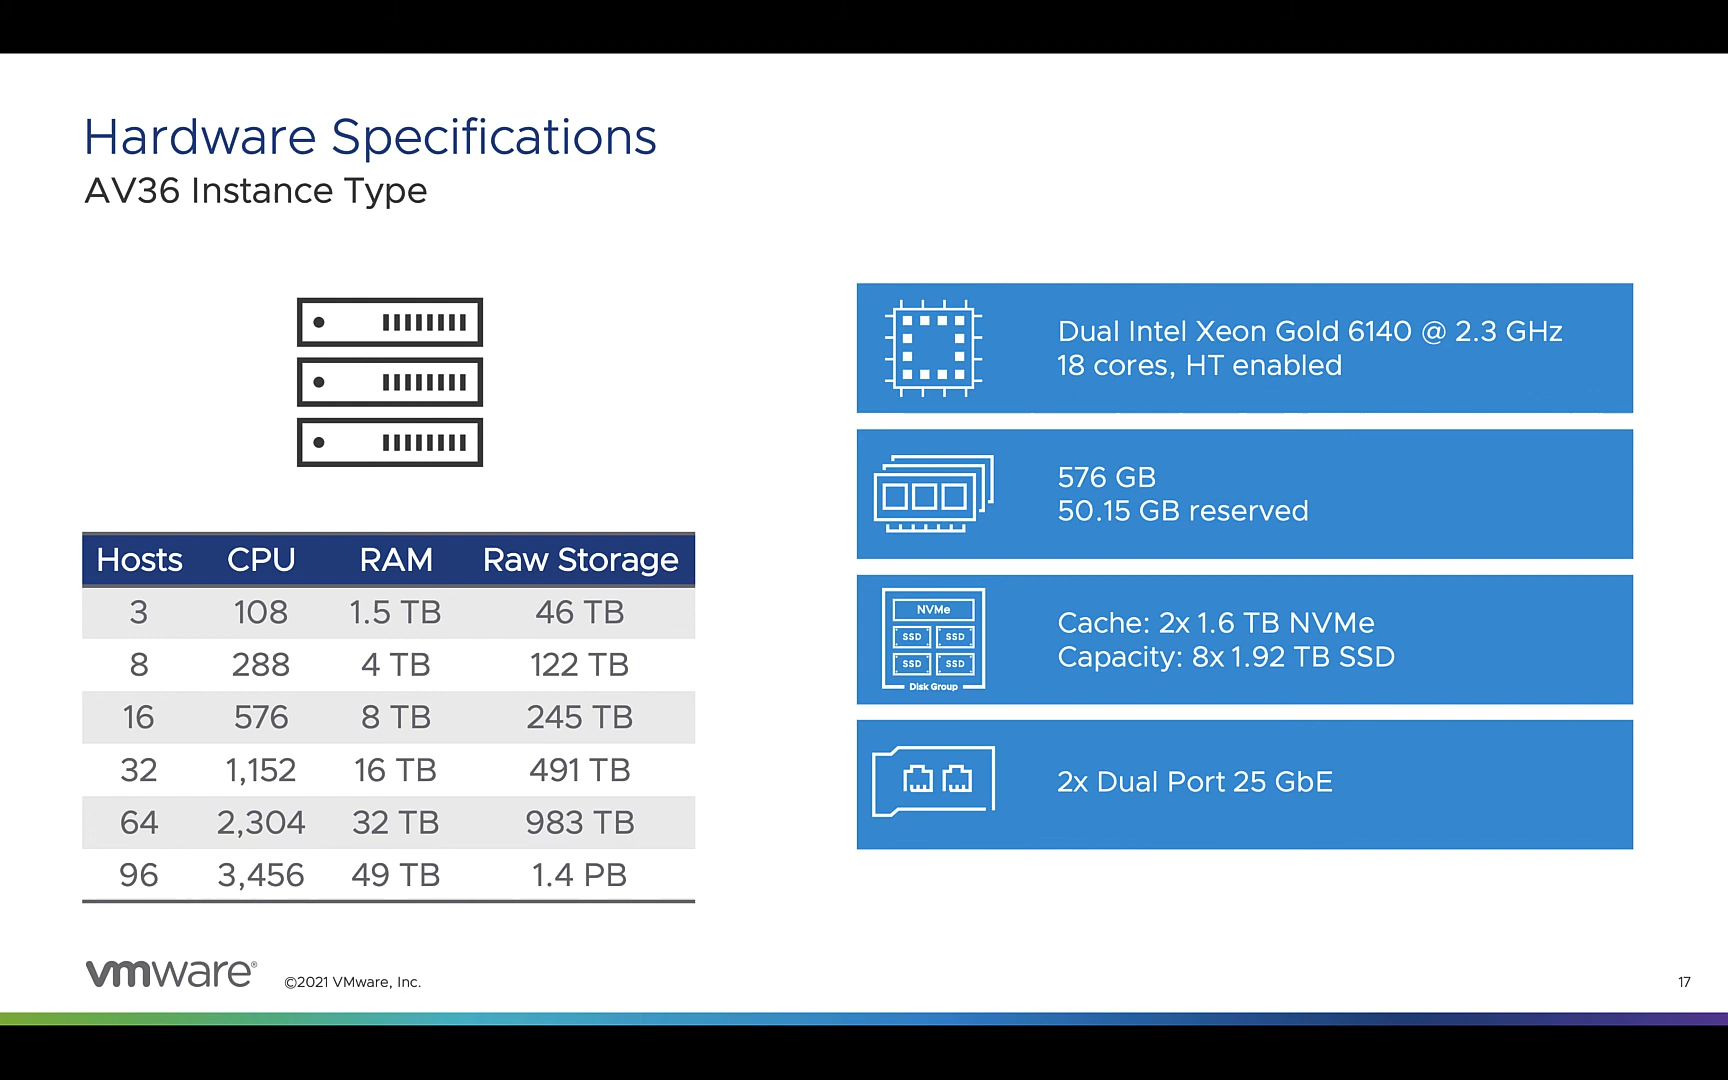 Hardware Specifications
AV36 Instance Type
Hosts CPU RAM Raw Storage
3 108 1.5 TB 46 TB
8 288 4 TB 122 TB
16 576 8 TB 245 TB
32 1,152 16 TB 491 TB
64 2,304 32 TB 983 TB
96 3,456 49 TB 1.4 PB
Dual Intel Xeon Gold 6140 @ 2.3 GHz
18 cores, HT enabled
576 GB
50.15 GB reserved
NVMe
SSD SSD
SSD SSD
Disk Group
Cache: 2x 1.6 TB NVMe
Capacity: 8x 1.92 TB SSD
2x Dual Port 25 GbE
vmware®
©2021 VMware, Inc.
17